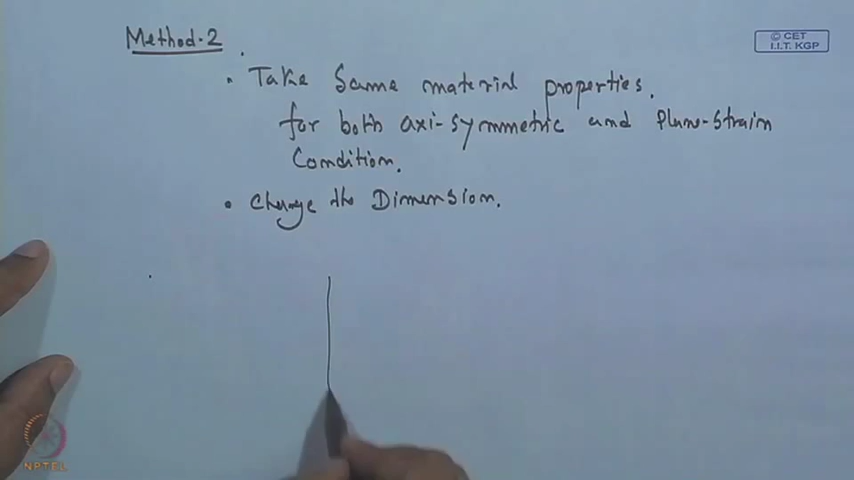 Method-2.
© CET
I.I.T. KGP
• Take Same material properties.
for both axi-symmetric and Plane-Strain
Condition.
• Change the Dimension.
NPTEL